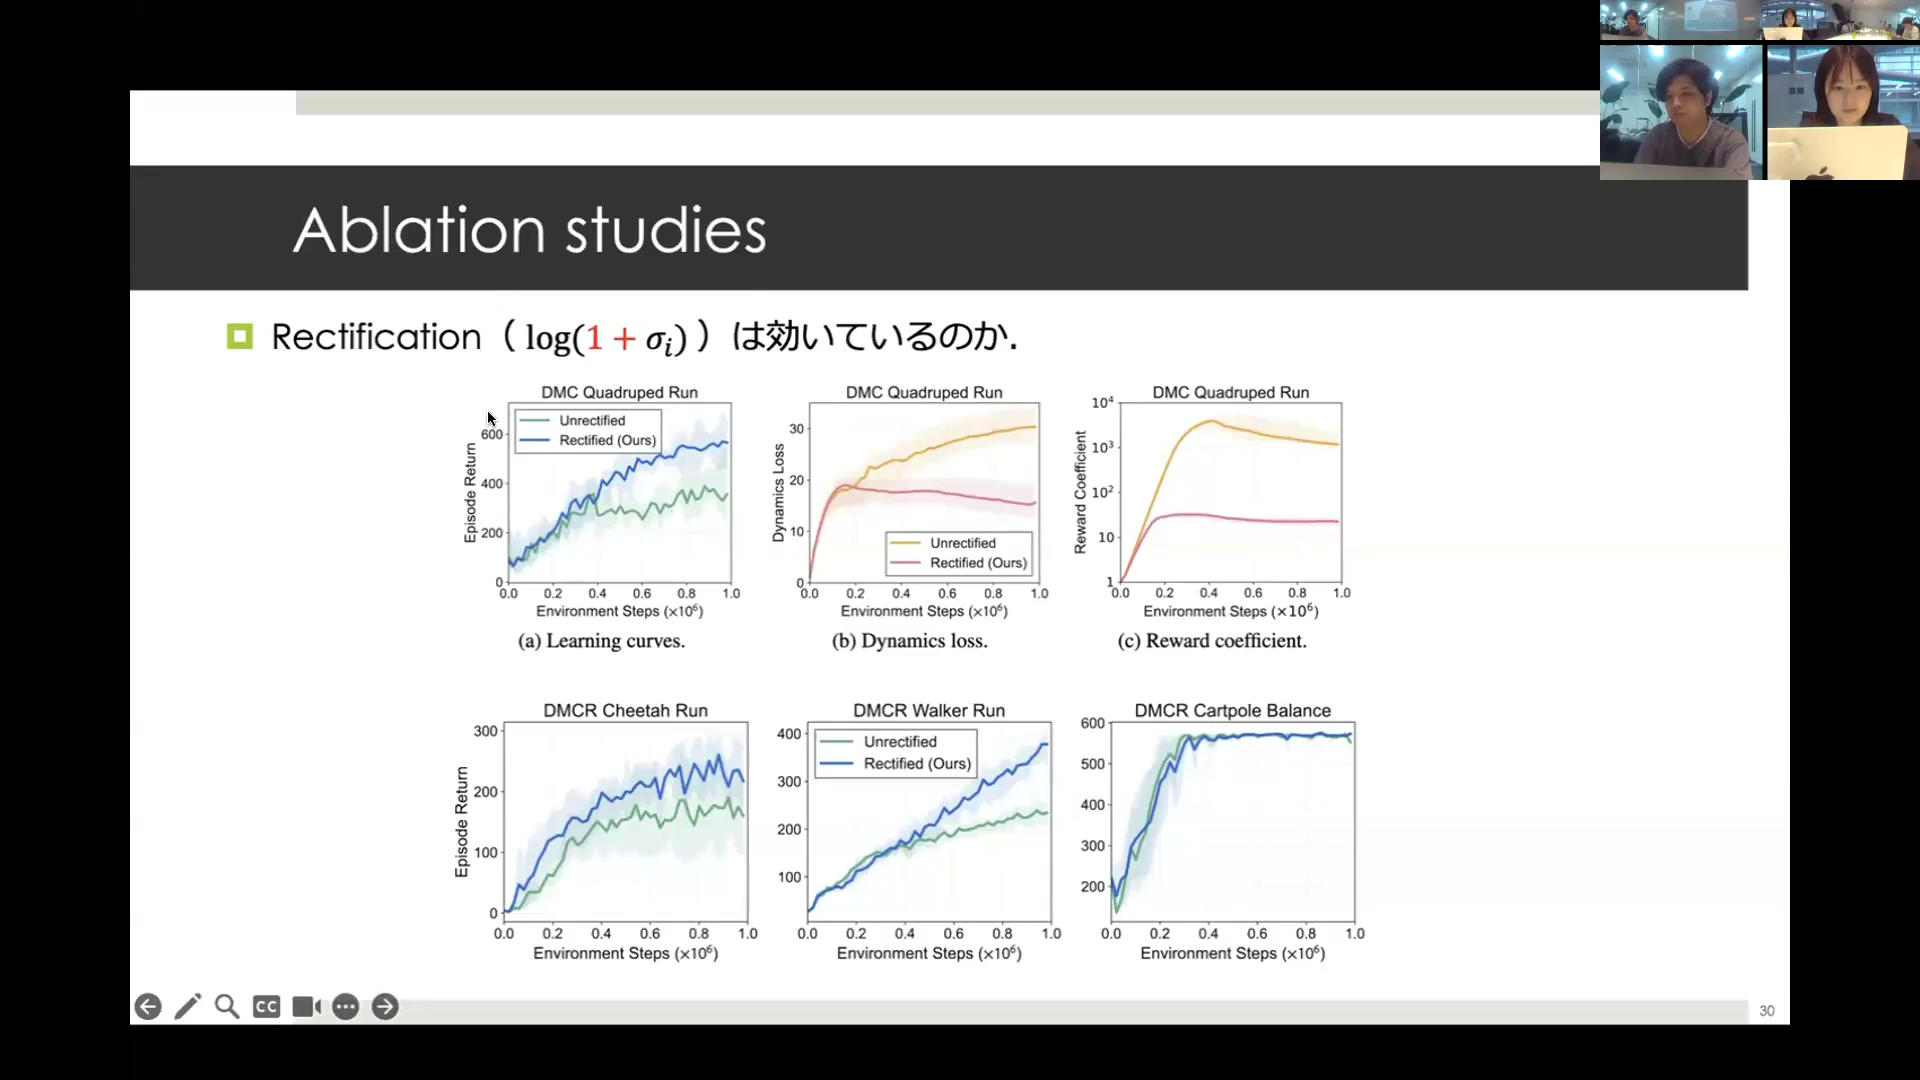 Ablation studies
Rectification（ log(1 + σᵢ) ）は効いているのか.
DMC Quadruped Run
Unrectified
Rectified (Ours)
Episode Return
600
400
200
0
0.0 0.2 0.4 0.6 0.8 1.0
Environment Steps (×10⁶)
(a) Learning curves.
DMC Quadruped Run
Dynamics Loss
30
20
10
0
Unrectified
Rectified (Ours)
0.0 0.2 0.4 0.6 0.8 1.0
Environment Steps (×10⁶)
(b) Dynamics loss.
DMC Quadruped Run
Reward Coefficient
10⁴
10³
10²
10
1
0.0 0.2 0.4 0.6 0.8 1.0
Environment Steps (×10⁶)
(c) Reward coefficient.
DMCR Cheetah Run
Episode Return
300
200
100
0
0.0 0.2 0.4 0.6 0.8 1.0
Environment Steps (×10⁶)
DMCR Walker Run
Unrectified
Rectified (Ours)
400
300
200
100
0.0 0.2 0.4 0.6 0.8 1.0
Environment Steps (×10⁶)
DMCR Cartpole Balance
600
500
400
300
200
0.0 0.2 0.4 0.6 0.8 1.0
Environment Steps (×10⁶)
CC
30